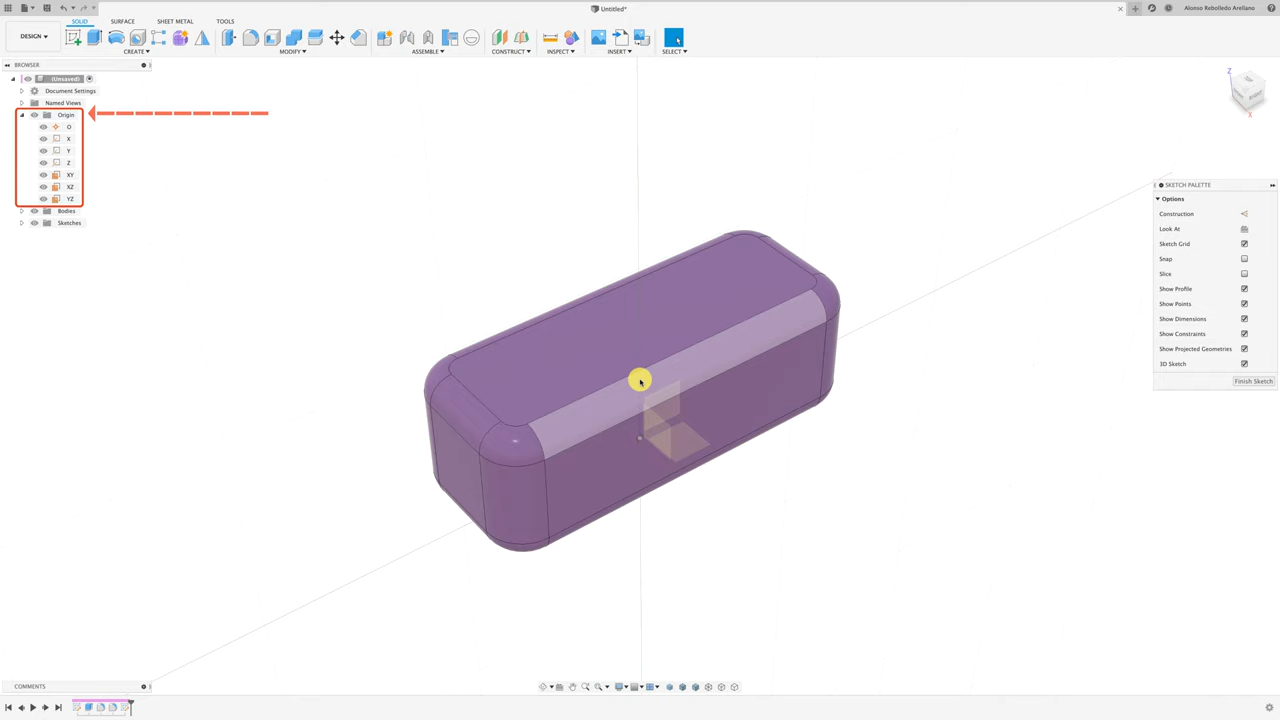 Untitled*
Alonso Rebolledo Arellano
DESIGN
SOLID
SURFACE
SHEET METAL
TOOLS
CREATE
MODIFY
ASSEMBLE
CONSTRUCT
INSPECT
INSERT
SELECT
BROWSER
(Unsaved)
Document Settings
Named Views
Origin
O
X
Y
Z
XY
XZ
YZ
Bodies
Sketches
Z
X
SKETCH PALETTE
Options
Construction
Look At
Sketch Grid
Snap
Slice
Show Profile
Show Points
Show Dimensions
Show Constraints
Show Projected Geometries
3D Sketch
Finish Sketch
COMMENTS